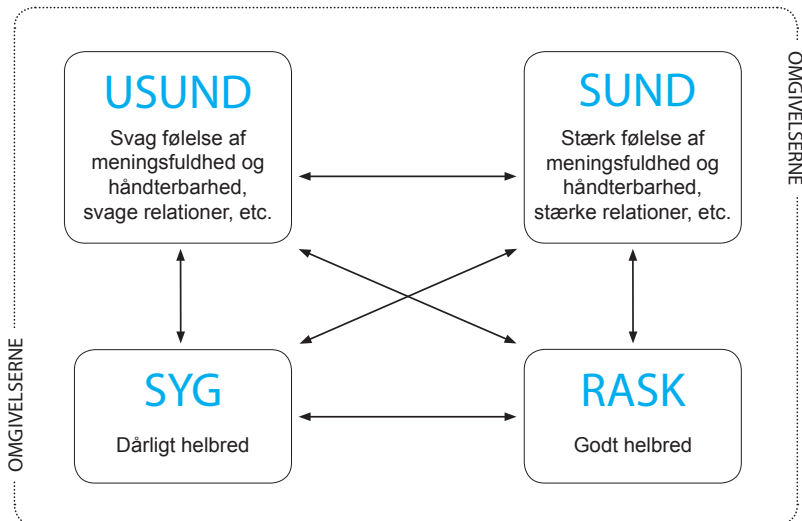 OMGIVELSERNE
USUND
Svag følelse af
meningsfuldhed og
håndterbarhed,
svage relationer, etc.
SUND
Stærk følelse af
meningsfuldhed og
håndterbarhed,
stærke relationer, etc.
SYG
Dårligt helbred
RASK
Godt helbred
OMGIVELSERNE